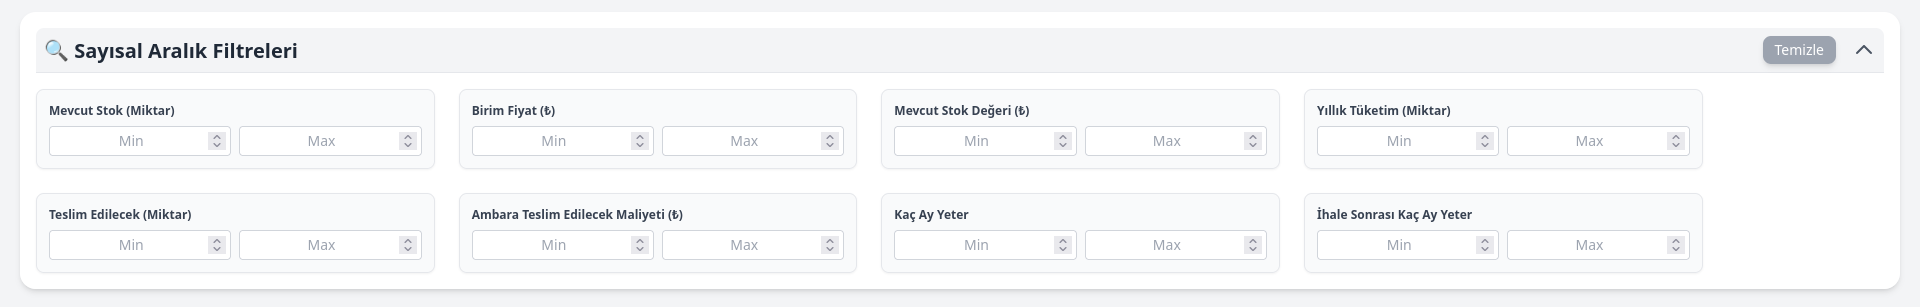 🔍 Sayısal Aralık Filtreleri
Temizle
Mevcut Stok (Miktar)
Min Max
Birim Fiyat (₺)
Min Max
Mevcut Stok Değeri (₺)
Min Max
Yıllık Tüketim (Miktar)
Min Max
Teslim Edilecek (Miktar)
Min Max
Ambara Teslim Edilecek Maliyeti (₺)
Min Max
Kaç Ay Yeter
Min Max
İhale Sonrası Kaç Ay Yeter
Min Max